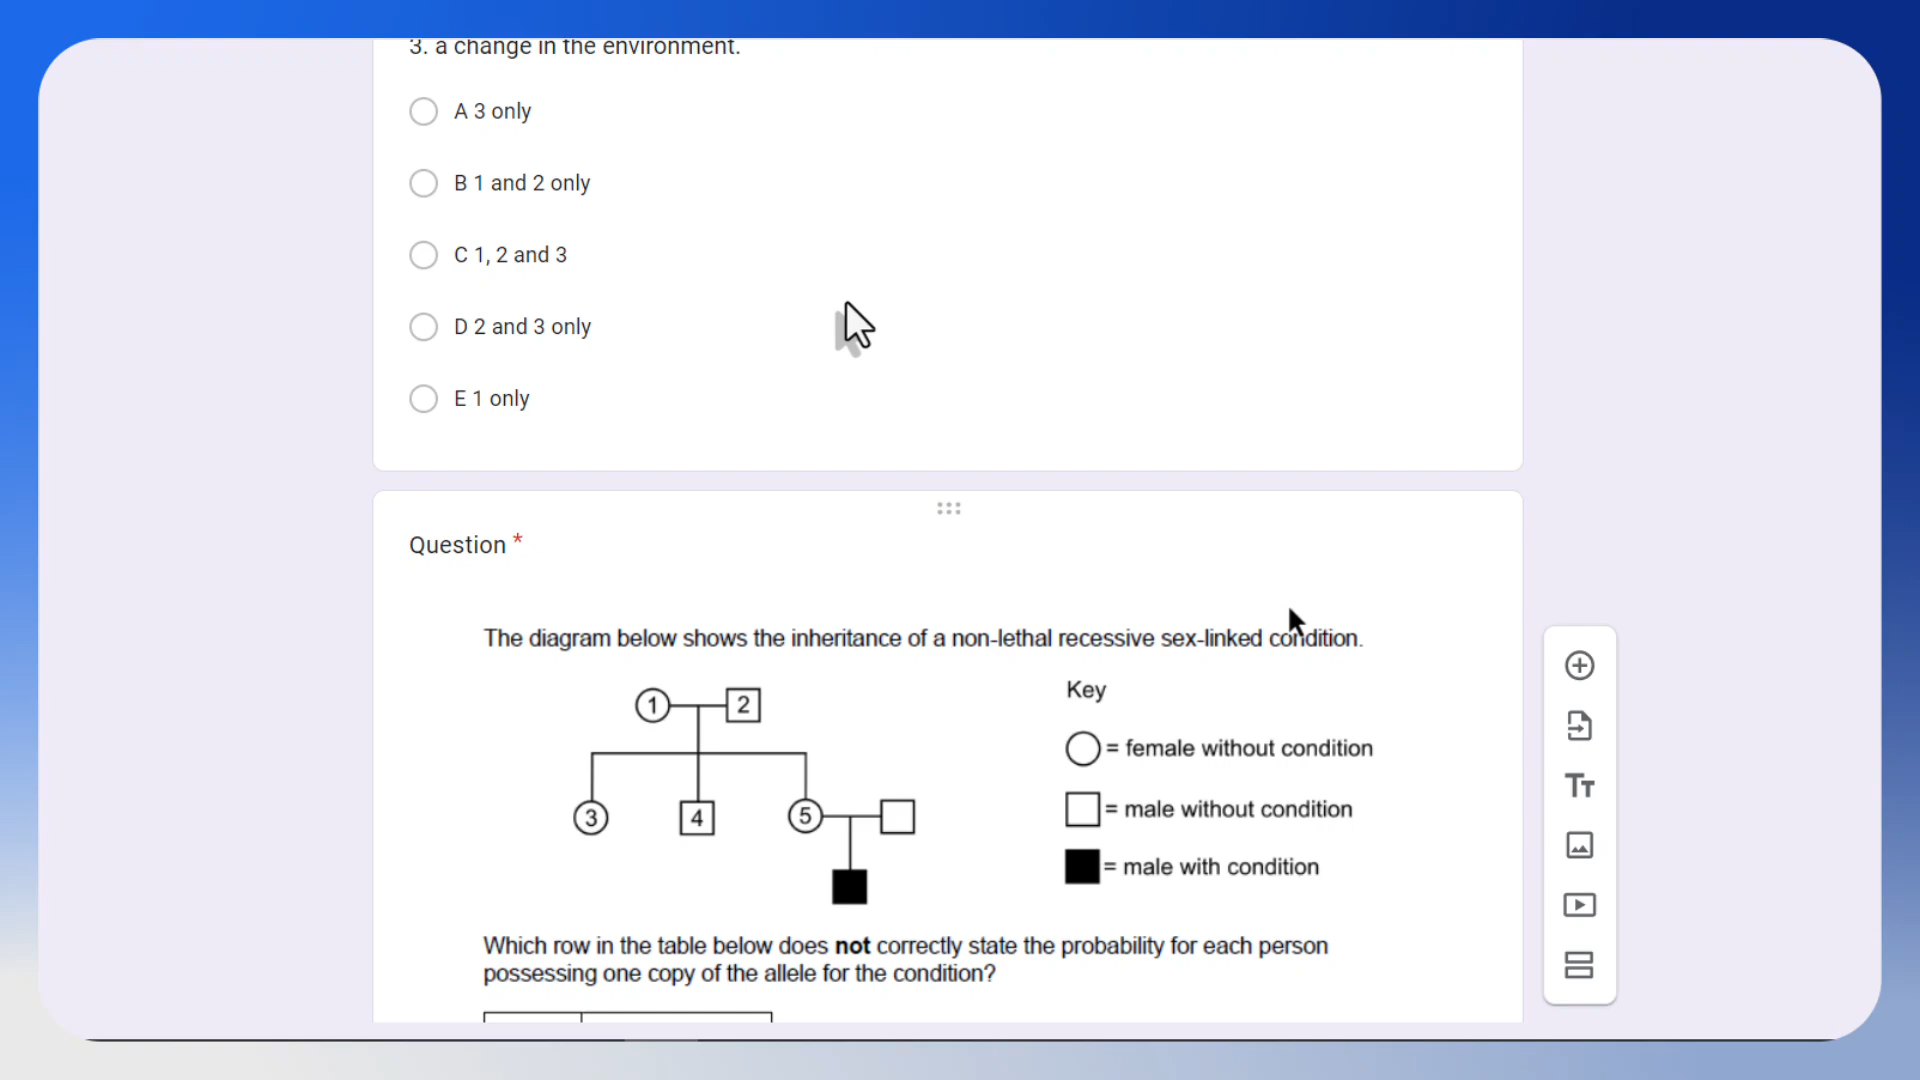 3. a change in the environment.
A 3 only
B 1 and 2 only
C 1, 2 and 3
D 2 and 3 only
E 1 only
Question *
The diagram below shows the inheritance of a non-lethal recessive sex-linked condition.
Key
1
2
= female without condition
3
4
5
= male without condition
= male with condition
Which row in the table below does not correctly state the probability for each person
possessing one copy of the allele for the condition?
Tт